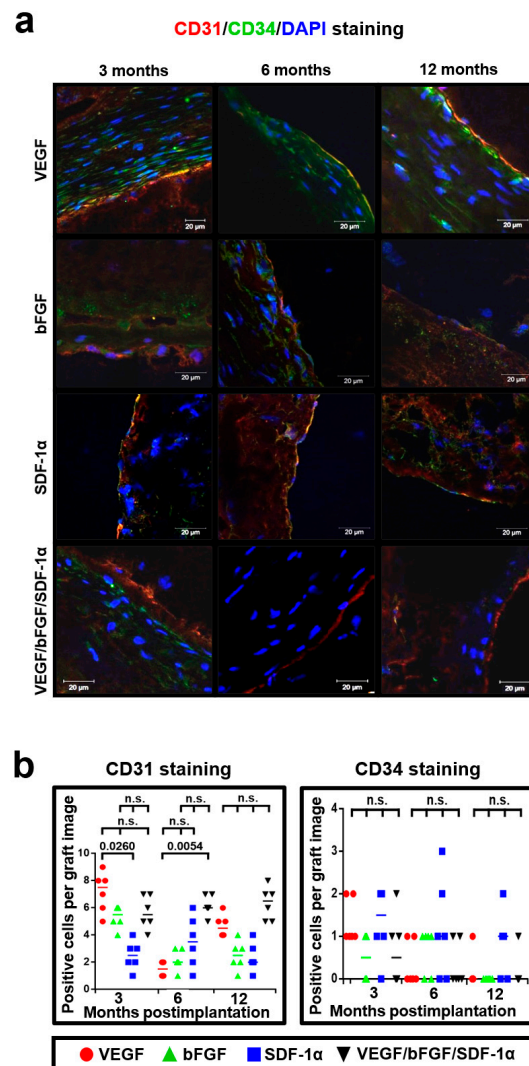 a
CD31/CD34/DAPI staining
3 months 6 months 12 months
VEGF
20 µm 20 µm 20 µm
bFGF
20 µm 20 µm 20 µm
SDF-1α
20 µm 20 µm 20 µm
VEGF/bFGF/SDF-1α
20 µm 20 µm 20 µm
b
CD31 staining
Positive cells per graft image
n.s. n.s. n.s.
n.s. n.s.
0.0260 0.0054
10
8
6
4
2
0
3 6 12
Months postimplantation
CD34 staining
Positive cells per graft image
n.s. n.s. n.s.
4
3
2
1
0
3 6 12
Months postimplantation
VEGF bFGF SDF-1α VEGF/bFGF/SDF-1α